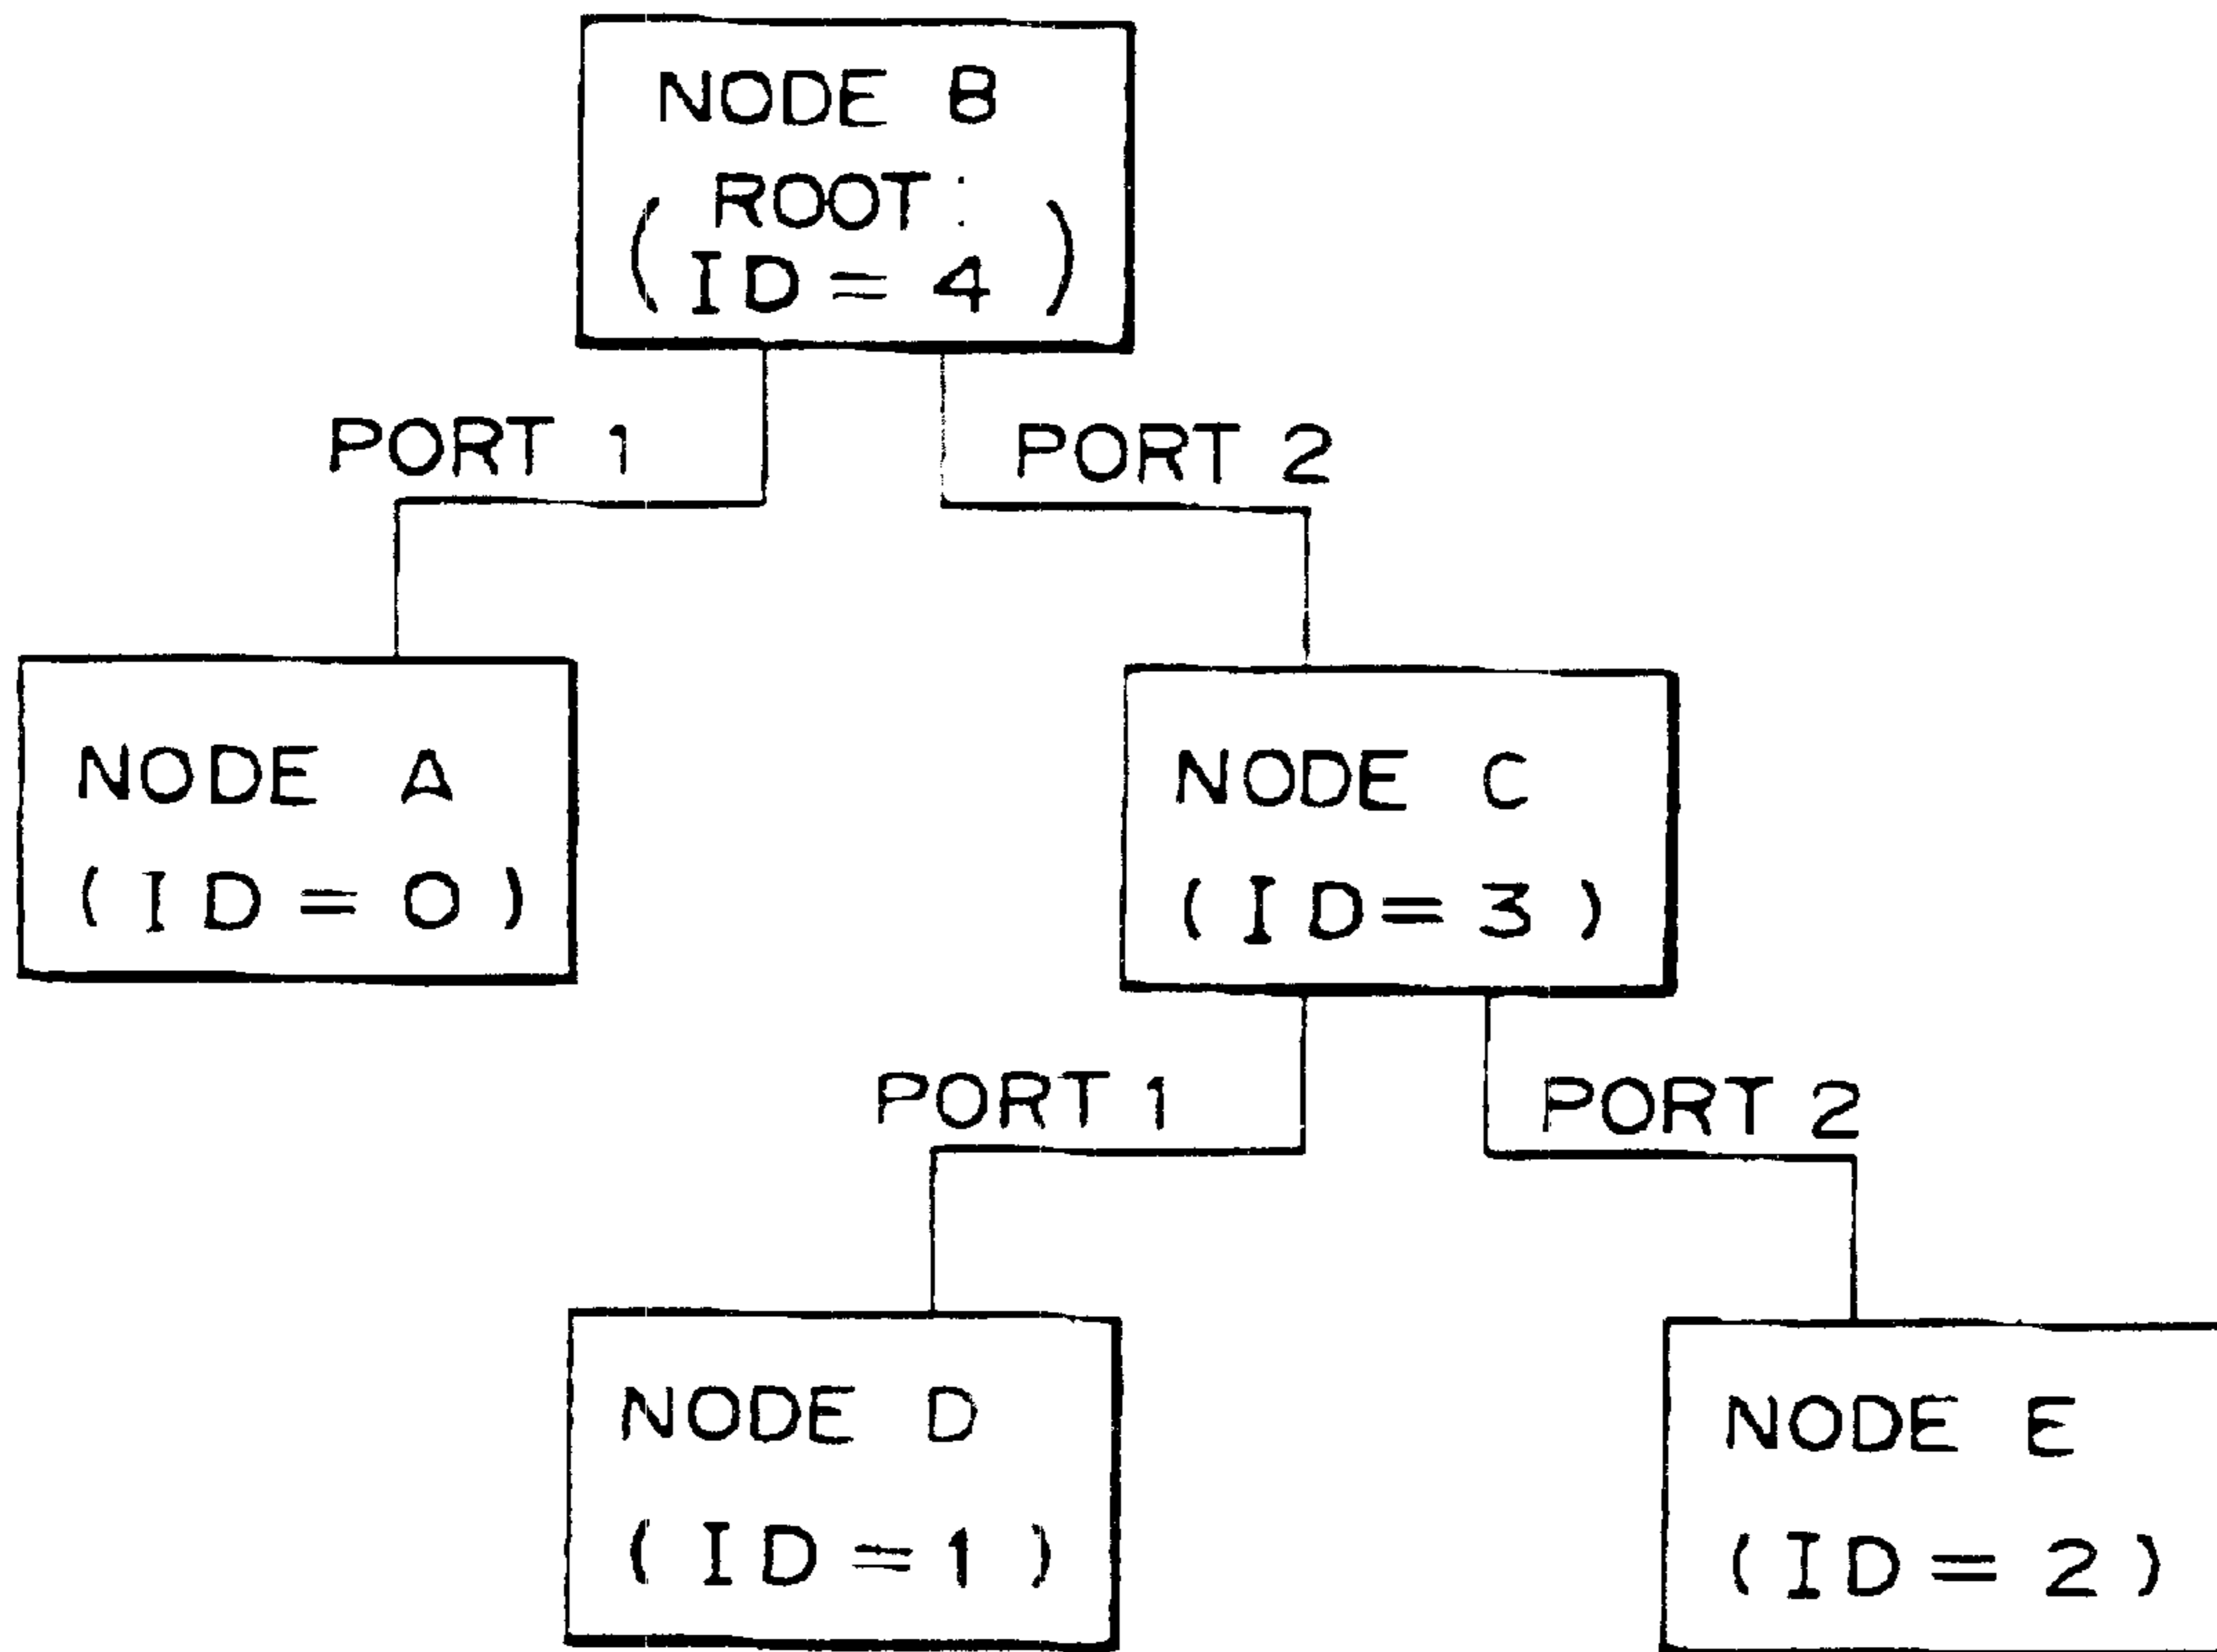 NODE 8
( ROOT :
ID = 4 )
PORT 1
PORT 2
NODE A
( ID = 0 )
NODE C
( ID = 3 )
PORT 1
PORT 2
NODE D
( ID = 1 )
NODE E
( ID = 2 )